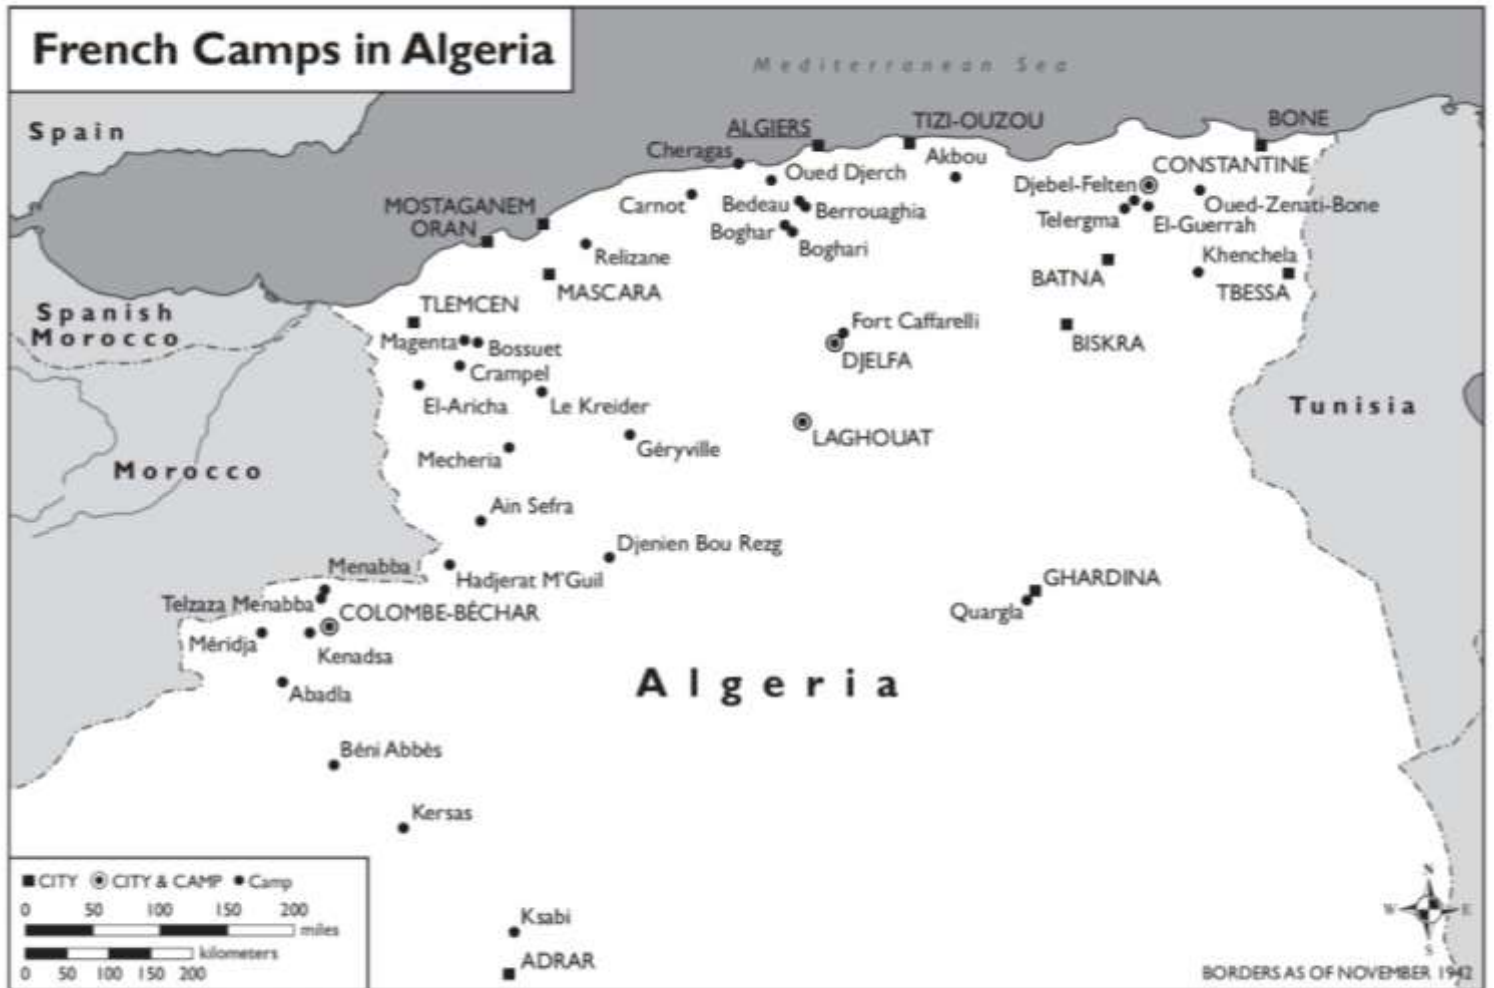 French Camps in Algeria
Mediterranean Sea
Spain
ALGIERS
TIZI-OUZOU
BONE
Cheragas
Akbou
CONSTANTINE
Oued Djerch
Djebel-Felten
Carnot
Bedeau
Berrouaghia
Oued-Zenati-Bone
MOSTAGANEM
ORAN
Telergma
El-Guerrah
Boghar
Boghari
Relizane
Khenchela
BATNA
TBESSA
MASCARA
TLEMCEN
Spanish
Morocco
Fort Caffarelli
Magenta
Bossuet
BISKRA
DJELFA
Crampel
El-Aricha
Le Kreider
Tunisia
LAGHOUAT
Géryville
Mecheria
Morocco
Ain Sefra
Djenien Bou Rezg
Menabba
Hadjerat M'Guil
GHARDINA
Telzaza Menabba
COLOMBE-BÉCHAR
Quargla
Méridja
Kenadsa
Algeria
Abadla
Béni Abbès
Kersas
CITY CITY & CAMP Camp
0 50 100 150 200
miles
kilometers
0 50 100 150 200
Ksabi
ADRAR
N
W E
S
BORDERS AS OF NOVEMBER 1942